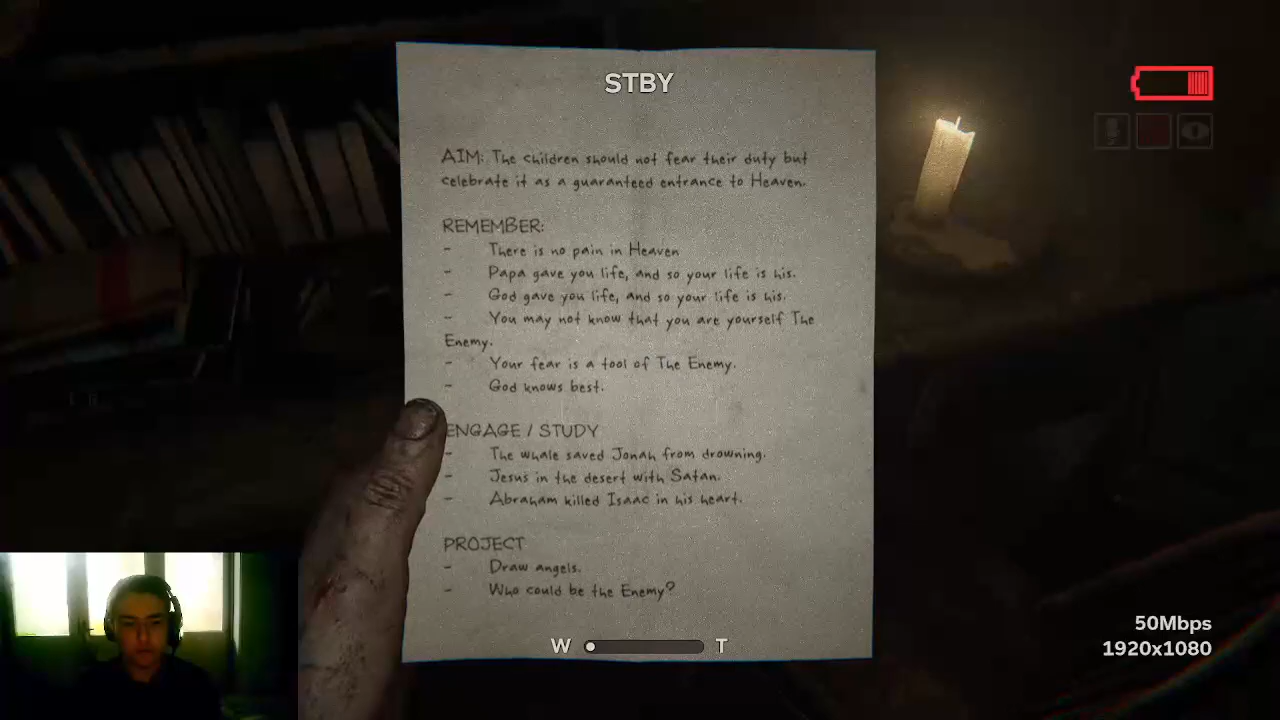 STBY
AIM: The children should not fear their duty but
celebrate it as a guaranteed entrance to Heaven.
REMEMBER:
- There is no pain in Heaven
- Papa gave you life, and so your life is his.
- God gave you life, and so your life is his.
- You may not know that you are yourself The
Enemy.
- Your fear is a tool of The Enemy.
- God knows best.
ENGAGE / STUDY
- The whale saved Jonah from drowning.
- Jesus in the desert with Satan.
- Abraham killed Isaac in his heart.
PROJECT
- Draw angels.
- Who could be the Enemy?
W T
50Mbps
1920x1080